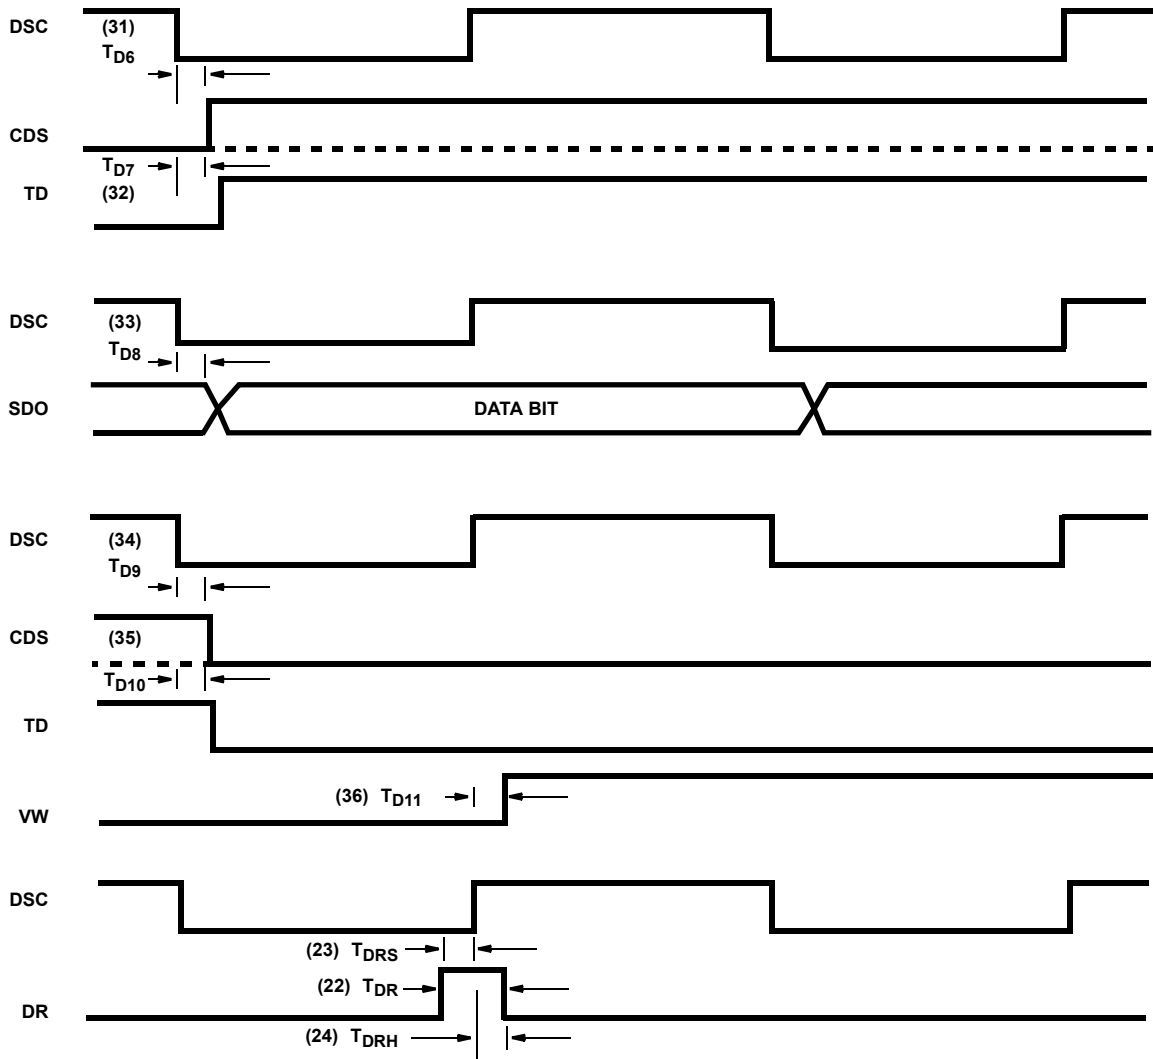 DSC
(31)
TD6
CDS
TD7
TD
(32)
DSC
(33)
TD8
SDO
DATA BIT
DSC
(34)
TD9
CDS
(35)
TD10
TD
(36) TD11
VW
DSC
(23) TDRS
(22) TDR
DR
(24) TDRH